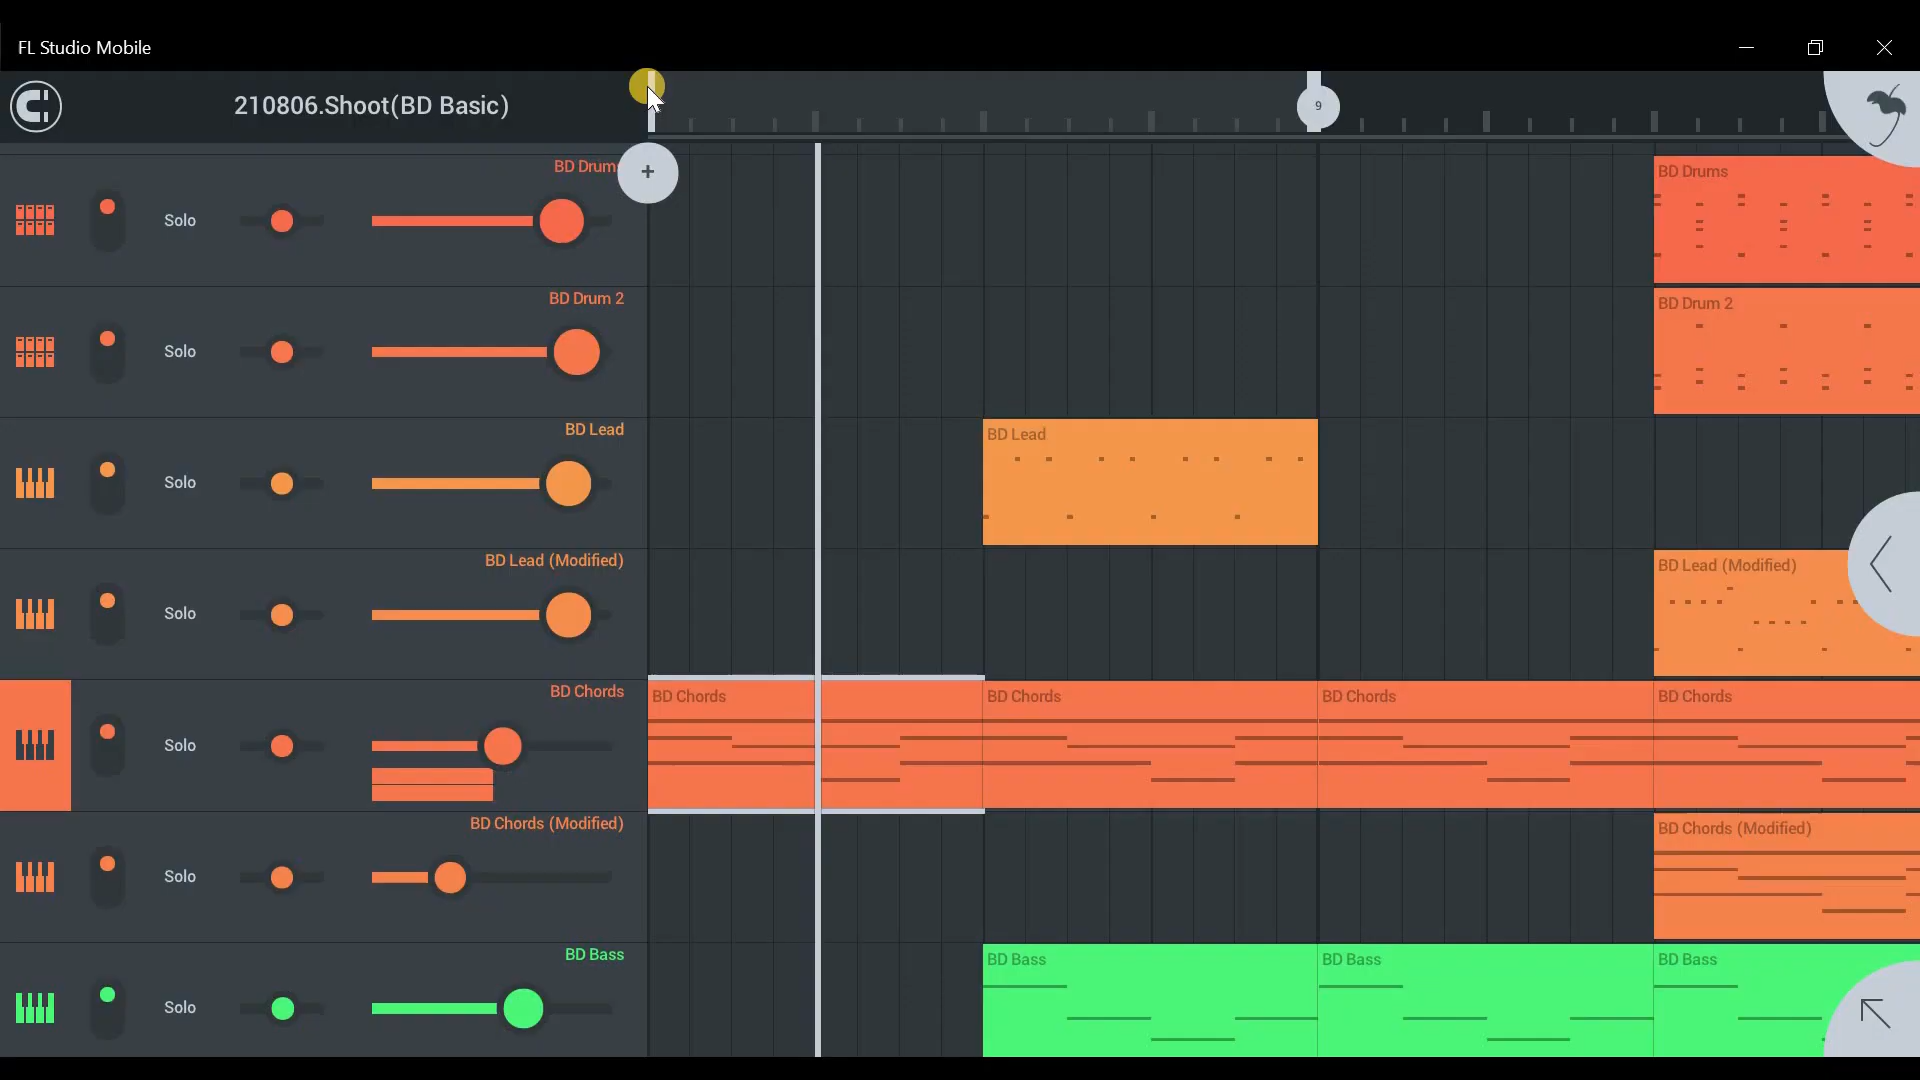 FL Studio Mobile
210806.Shoot(BD Basic)
9
+
BD Drums
Solo
BD Drums
BD Drum 2
Solo
BD Drum 2
BD Lead
Solo
BD Lead
BD Lead (Modified)
Solo
BD Lead (Modified)
BD Chords
Solo
BD Chords
BD Chords
BD Chords
BD Chords
BD Chords (Modified)
Solo
BD Chords (Modified)
BD Bass
Solo
BD Bass
BD Bass
BD Bass